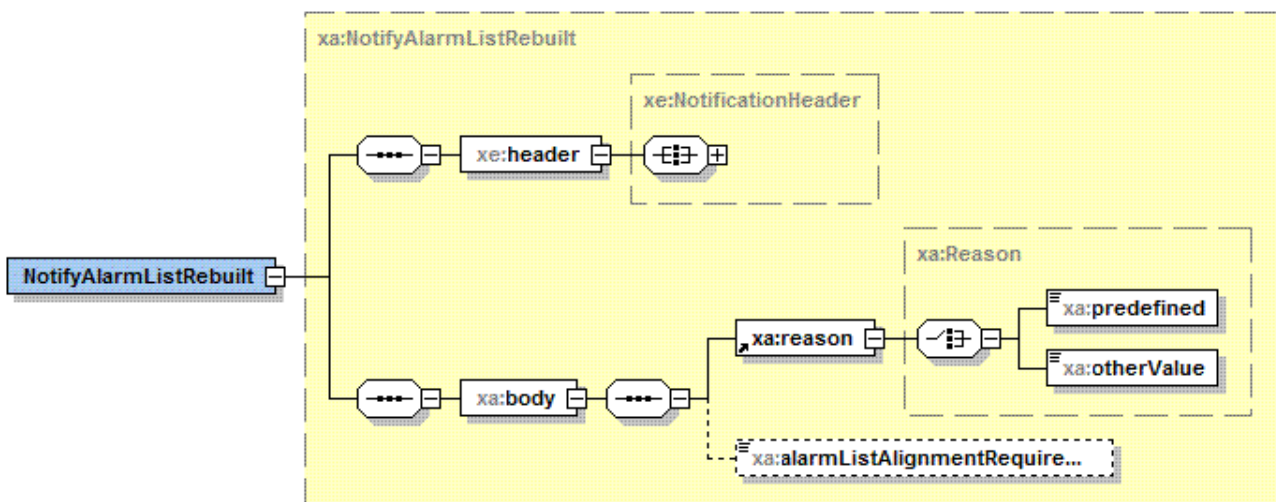 xa:NotifyAlarmListRebuilt
xe:NotificationHeader
xe:header
NotifyAlarmListRebuilt
xa:Reason
xa:predefined
xa:reason
xa:otherValue
xa:body
xa:alarmListAlignmentRequire...